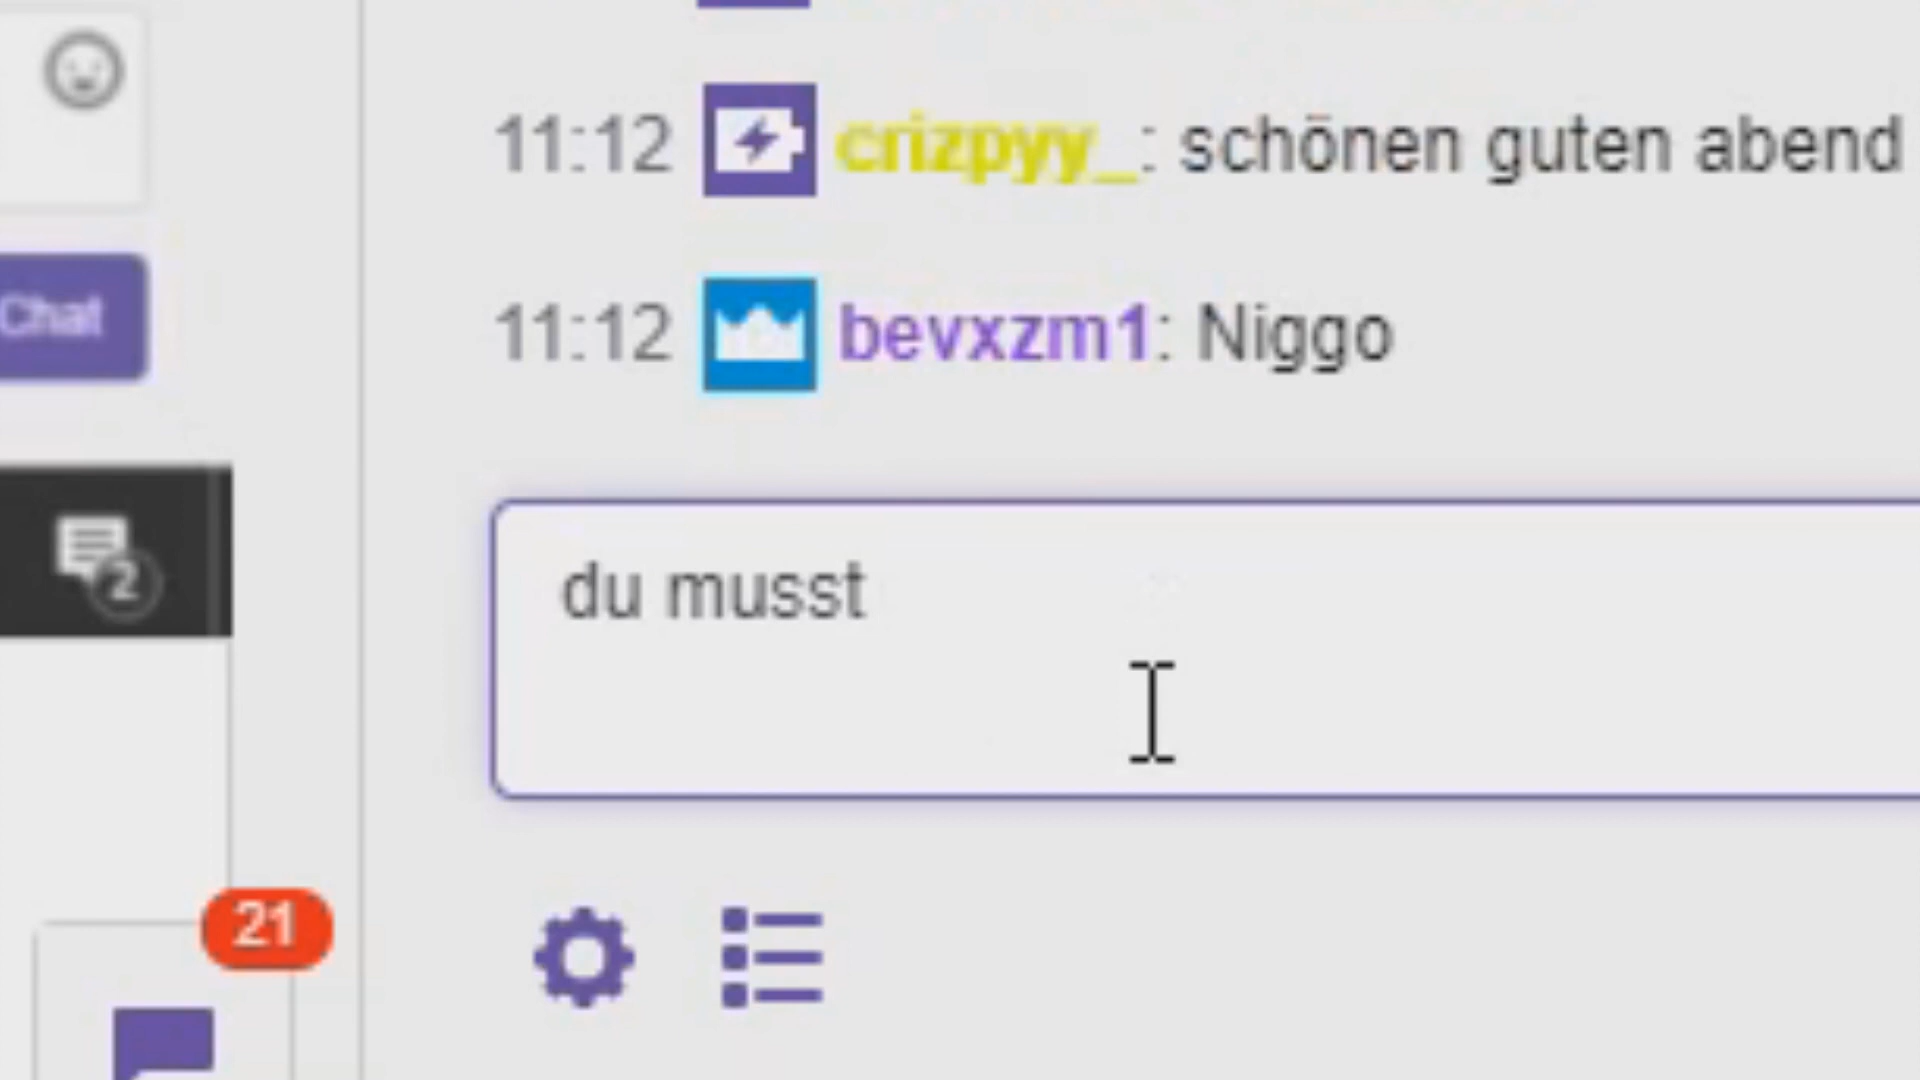 11:12 crizpyy_: schönen guten abend
Chat
11:12 bevxzm1: Niggo
2
du musst
21